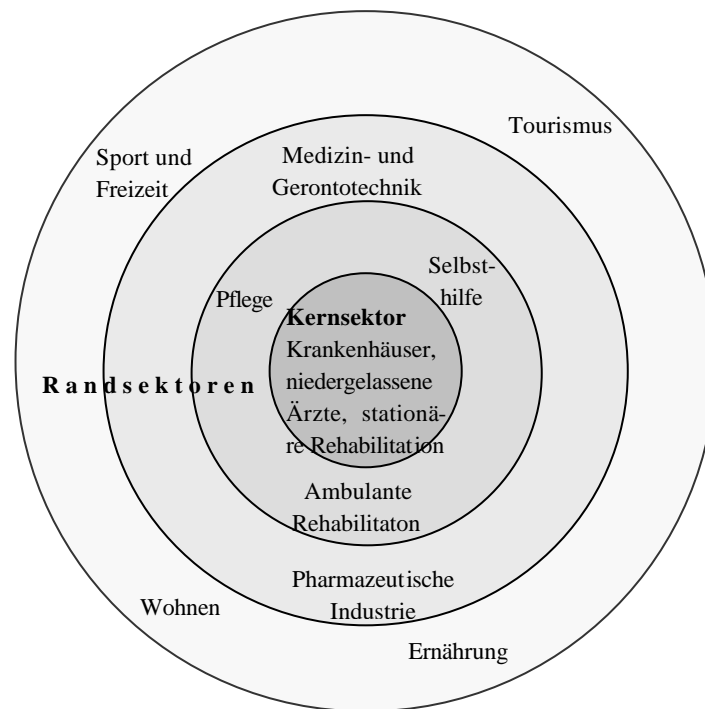 Tourismus
Sport und
Freizeit
Medizin- und
Gerontotechnik
Selbst-
hilfe
Pflege
Kernsektor
Krankenhäuser,
niedergelassene
Ärzte, stationä-
re Rehabilitation
Randsektoren
Ambulante
Rehabilitaton
Pharmazeutische
Industrie
Wohnen
Ernährung